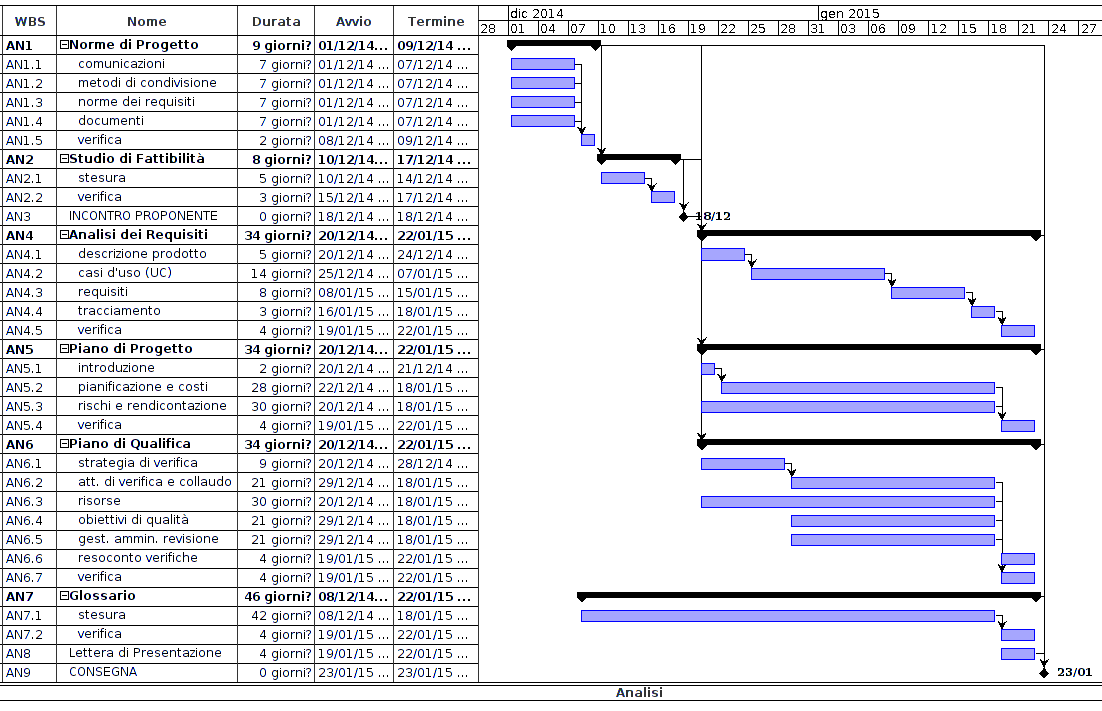 WBS Nome Durata Avvio Termine
dic 2014 gen 2015
28 01 04 07 10 13 16 19 22 25 28 31 03 06 09 12 15 18 21 24 27
AN1 Norme di Progetto 9 giorni? 01/12/14... 09/12/14 ...
AN1.1 comunicazioni 7 giorni? 01/12/14 ... 07/12/14 ...
AN1.2 metodi di condivisione 7 giorni? 01/12/14 ... 07/12/14 ...
AN1.3 norme dei requisiti 7 giorni? 01/12/14 ... 07/12/14 ...
AN1.4 documenti 7 giorni? 01/12/14 ... 07/12/14 ...
AN1.5 verifica 2 giorni? 08/12/14 ... 09/12/14 ...
AN2 Studio di Fattibilità 8 giorni? 10/12/14... 17/12/14 ...
AN2.1 stesura 5 giorni? 10/12/14 ... 14/12/14 ...
AN2.2 verifica 3 giorni? 15/12/14 ... 17/12/14 ...
AN3 INCONTRO PROPONENTE 0 giorni? 18/12/14 ... 18/12/14 ... 18/12
AN4 Analisi dei Requisiti 34 giorni? 20/12/14... 22/01/15 ...
AN4.1 descrizione prodotto 5 giorni? 20/12/14 ... 24/12/14 ...
AN4.2 casi d'uso (UC) 14 giorni? 25/12/14 ... 07/01/15 ...
AN4.3 requisiti 8 giorni? 08/01/15 ... 15/01/15 ...
AN4.4 tracciamento 3 giorni? 16/01/15 ... 18/01/15 ...
AN4.5 verifica 4 giorni? 19/01/15 ... 22/01/15 ...
AN5 Piano di Progetto 34 giorni? 20/12/14... 22/01/15 ...
AN5.1 introduzione 2 giorni? 20/12/14 ... 21/12/14 ...
AN5.2 pianificazione e costi 28 giorni? 22/12/14 ... 18/01/15 ...
AN5.3 rischi e rendicontazione 30 giorni? 20/12/14 ... 18/01/15 ...
AN5.4 verifica 4 giorni? 19/01/15 ... 22/01/15 ...
AN6 Piano di Qualifica 34 giorni? 20/12/14... 22/01/15 ...
AN6.1 strategia di verifica 9 giorni? 20/12/14 ... 28/12/14 ...
AN6.2 att. di verifica e collaudo 21 giorni? 29/12/14 ... 18/01/15 ...
AN6.3 risorse 30 giorni? 20/12/14 ... 18/01/15 ...
AN6.4 obiettivi di qualità 21 giorni? 29/12/14 ... 18/01/15 ...
AN6.5 gest. ammin. revisione 21 giorni? 29/12/14 ... 18/01/15 ...
AN6.6 resoconto verifiche 4 giorni? 19/01/15 ... 22/01/15 ...
AN6.7 verifica 4 giorni? 19/01/15 ... 22/01/15 ...
AN7 Glossario 46 giorni? 08/12/14... 22/01/15 ...
AN7.1 stesura 42 giorni? 08/12/14 ... 18/01/15 ...
AN7.2 verifica 4 giorni? 19/01/15 ... 22/01/15 ...
AN8 Lettera di Presentazione 4 giorni? 19/01/15 ... 22/01/15 ...
AN9 CONSEGNA 0 giorni? 23/01/15 ... 23/01/15 ... 23/01
Analisi